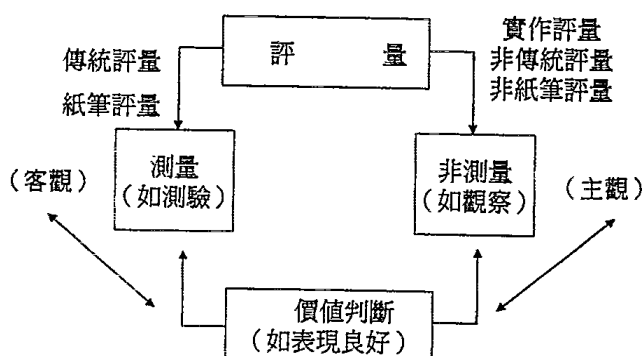 評　　量
傳統評量
紙筆評量
實作評量
非傳統評量
非紙筆評量
測量
（如測驗）
非測量
（如觀察）
（客觀）
（主觀）
價值判斷
（如表現良好）